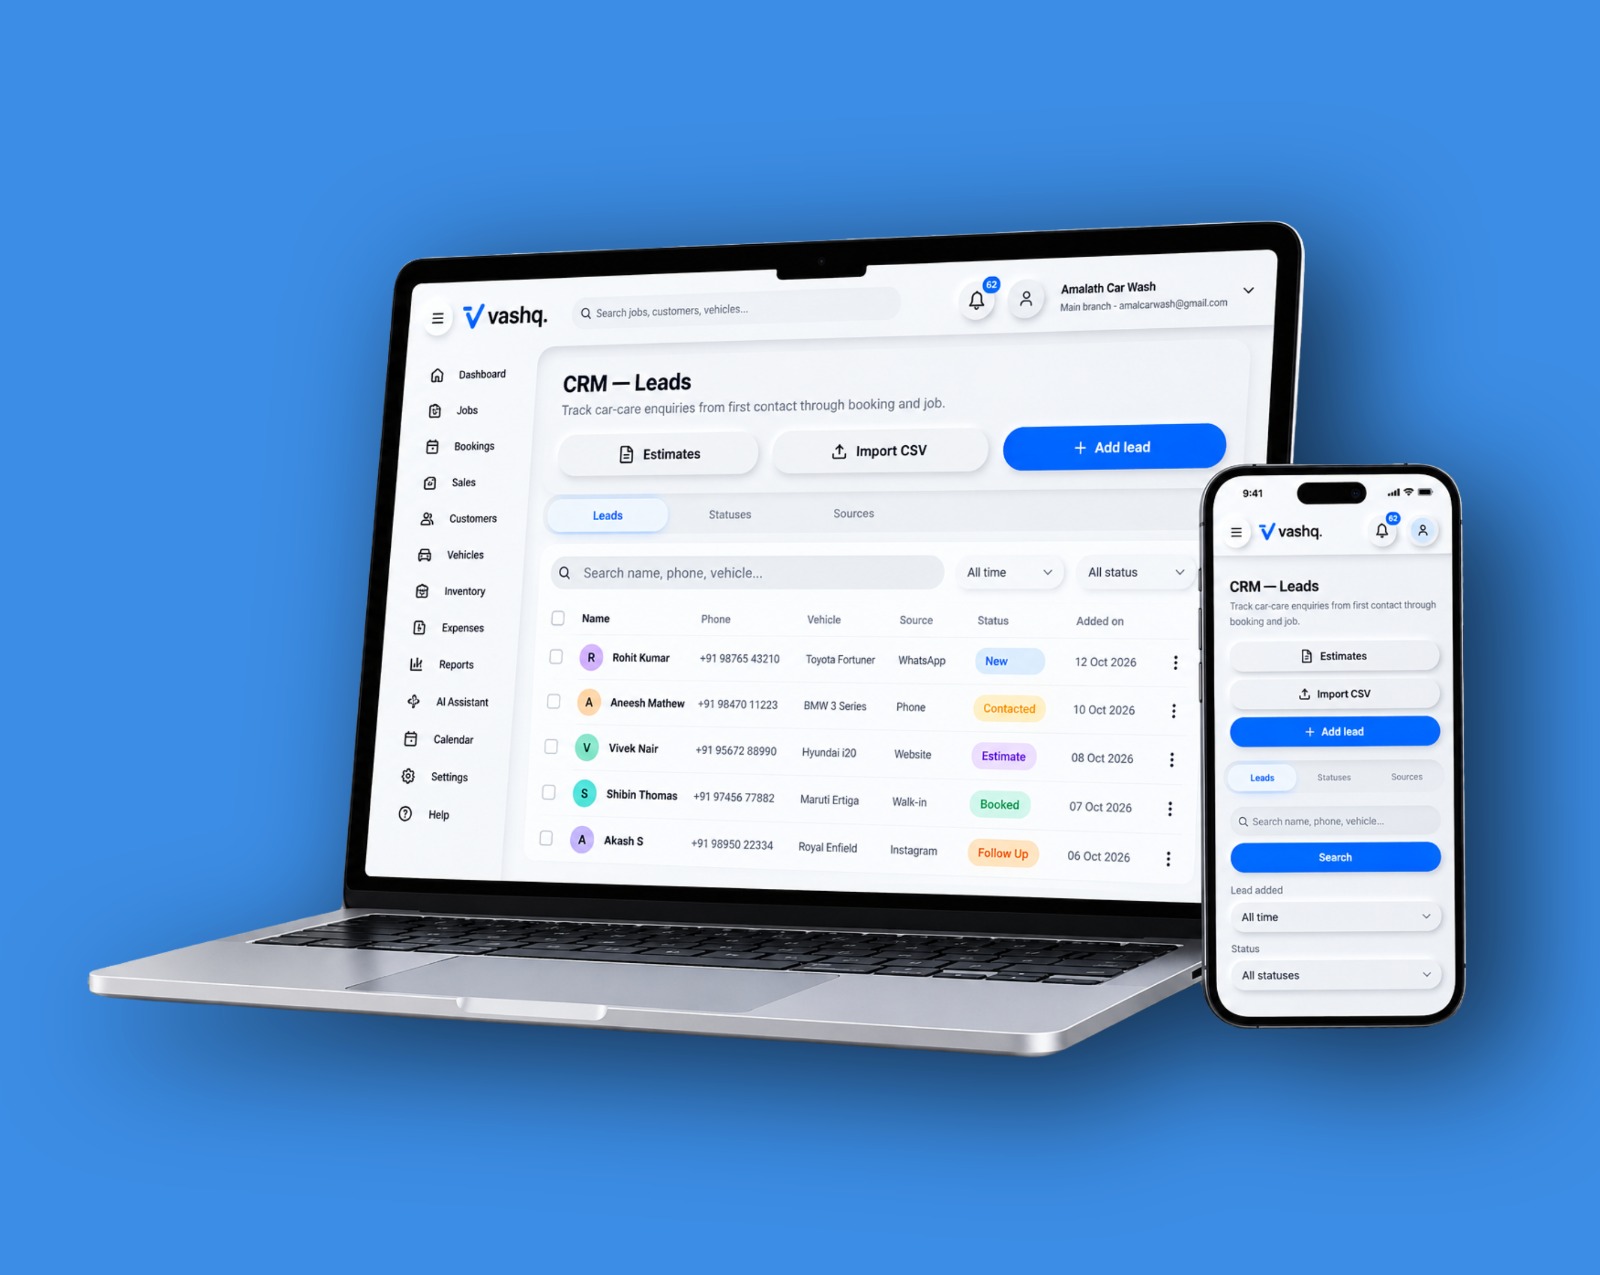 vashq.
Search jobs, customers, vehicles...
62
Amalath Car Wash
Main branch - amalcarwash@gmail.com
Dashboard
Jobs
Bookings
Sales
Customers
Vehicles
Inventory
Expenses
Reports
AI Assistant
Calendar
Settings
Help
CRM — Leads
Track car-care enquiries from first contact through booking and job.
Estimates
Import CSV
+ Add lead
Leads Statuses Sources
Search name, phone, vehicle...
All time
All status
Name Phone Vehicle Source Status Added on
R Rohit Kumar +91 98765 43210 Toyota Fortuner WhatsApp New 12 Oct 2026
A Aneesh Mathew +91 98470 11223 BMW 3 Series Phone Contacted 10 Oct 2026
V Vivek Nair +91 95672 88990 Hyundai i20 Website Estimate 08 Oct 2026
S Shibin Thomas +91 97456 77882 Maruti Ertiga Walk-in Booked 07 Oct 2026
A Akash S +91 98950 22334 Royal Enfield Instagram Follow Up 06 Oct 2026
9:41
vashq.
62
CRM — Leads
Track car-care enquiries from first contact through
booking and job.
Estimates
Import CSV
+ Add lead
Leads Statuses Sources
Search name, phone, vehicle...
Search
Lead added
All time
Status
All statuses